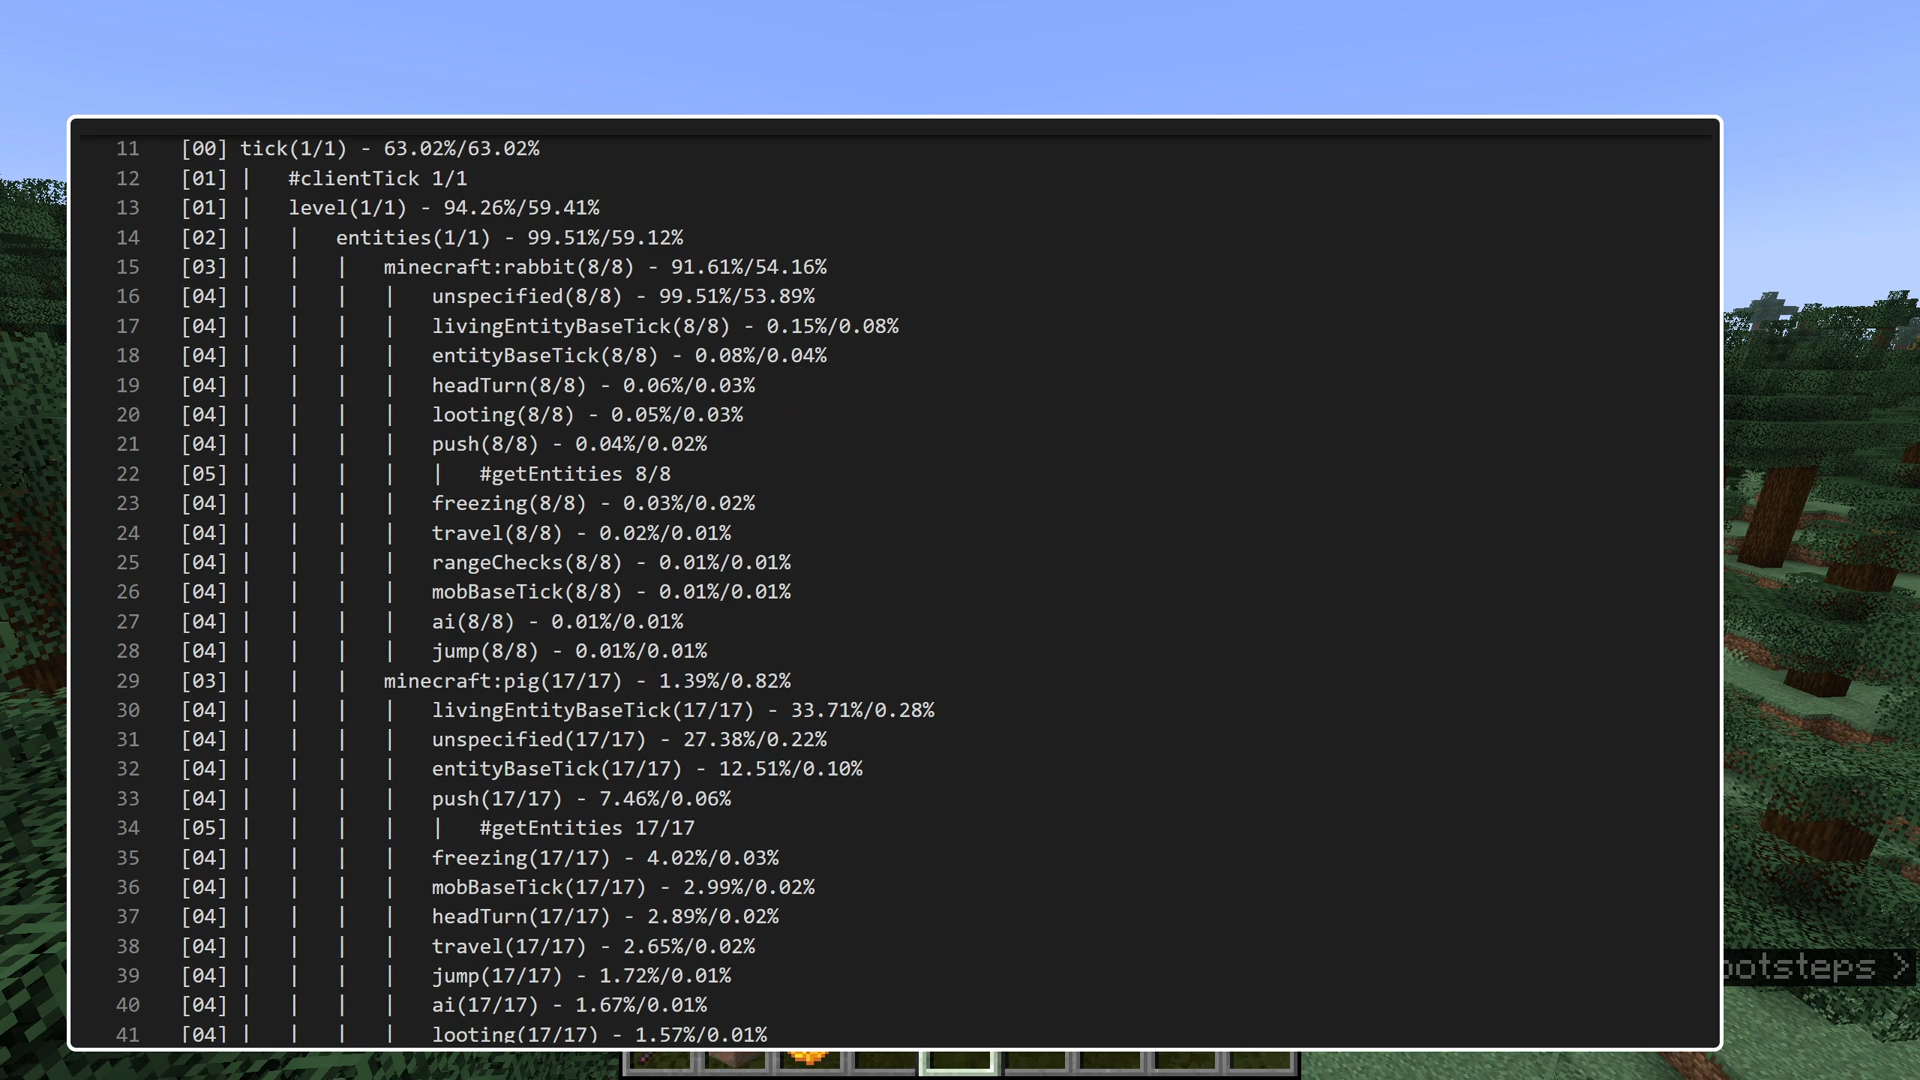 11 [00] tick(1/1) - 63.02%/63.02%
12 [01] |   #clientTick 1/1
13 [01] |   level(1/1) - 94.26%/59.41%
14 [02] |   |   entities(1/1) - 99.51%/59.12%
15 [03] |   |   |   minecraft:rabbit(8/8) - 91.61%/54.16%
16 [04] |   |   |   |   unspecified(8/8) - 99.51%/53.89%
17 [04] |   |   |   |   livingEntityBaseTick(8/8) - 0.15%/0.08%
18 [04] |   |   |   |   entityBaseTick(8/8) - 0.08%/0.04%
19 [04] |   |   |   |   headTurn(8/8) - 0.06%/0.03%
20 [04] |   |   |   |   looting(8/8) - 0.05%/0.03%
21 [04] |   |   |   |   push(8/8) - 0.04%/0.02%
22 [05] |   |   |   |   |   #getEntities 8/8
23 [04] |   |   |   |   freezing(8/8) - 0.03%/0.02%
24 [04] |   |   |   |   travel(8/8) - 0.02%/0.01%
25 [04] |   |   |   |   rangeChecks(8/8) - 0.01%/0.01%
26 [04] |   |   |   |   mobBaseTick(8/8) - 0.01%/0.01%
27 [04] |   |   |   |   ai(8/8) - 0.01%/0.01%
28 [04] |   |   |   |   jump(8/8) - 0.01%/0.01%
29 [03] |   |   |   minecraft:pig(17/17) - 1.39%/0.82%
30 [04] |   |   |   |   livingEntityBaseTick(17/17) - 33.71%/0.28%
31 [04] |   |   |   |   unspecified(17/17) - 27.38%/0.22%
32 [04] |   |   |   |   entityBaseTick(17/17) - 12.51%/0.10%
33 [04] |   |   |   |   push(17/17) - 7.46%/0.06%
34 [05] |   |   |   |   |   #getEntities 17/17
35 [04] |   |   |   |   freezing(17/17) - 4.02%/0.03%
36 [04] |   |   |   |   mobBaseTick(17/17) - 2.99%/0.02%
37 [04] |   |   |   |   headTurn(17/17) - 2.89%/0.02%
38 [04] |   |   |   |   travel(17/17) - 2.65%/0.02%
39 [04] |   |   |   |   jump(17/17) - 1.72%/0.01%
40 [04] |   |   |   |   ai(17/17) - 1.67%/0.01%
41 [04] |   |   |   |   looting(17/17) - 1.57%/0.01%
ootsteps >